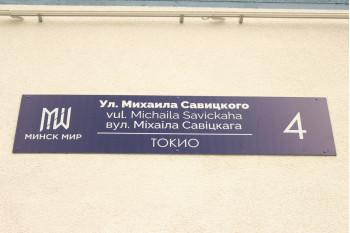 Ул. Михаила Савицкого
vul. Michaila Savickaha
вул. Міхаіла Савіцкага
4
МИНСК МИР
ТОКИО